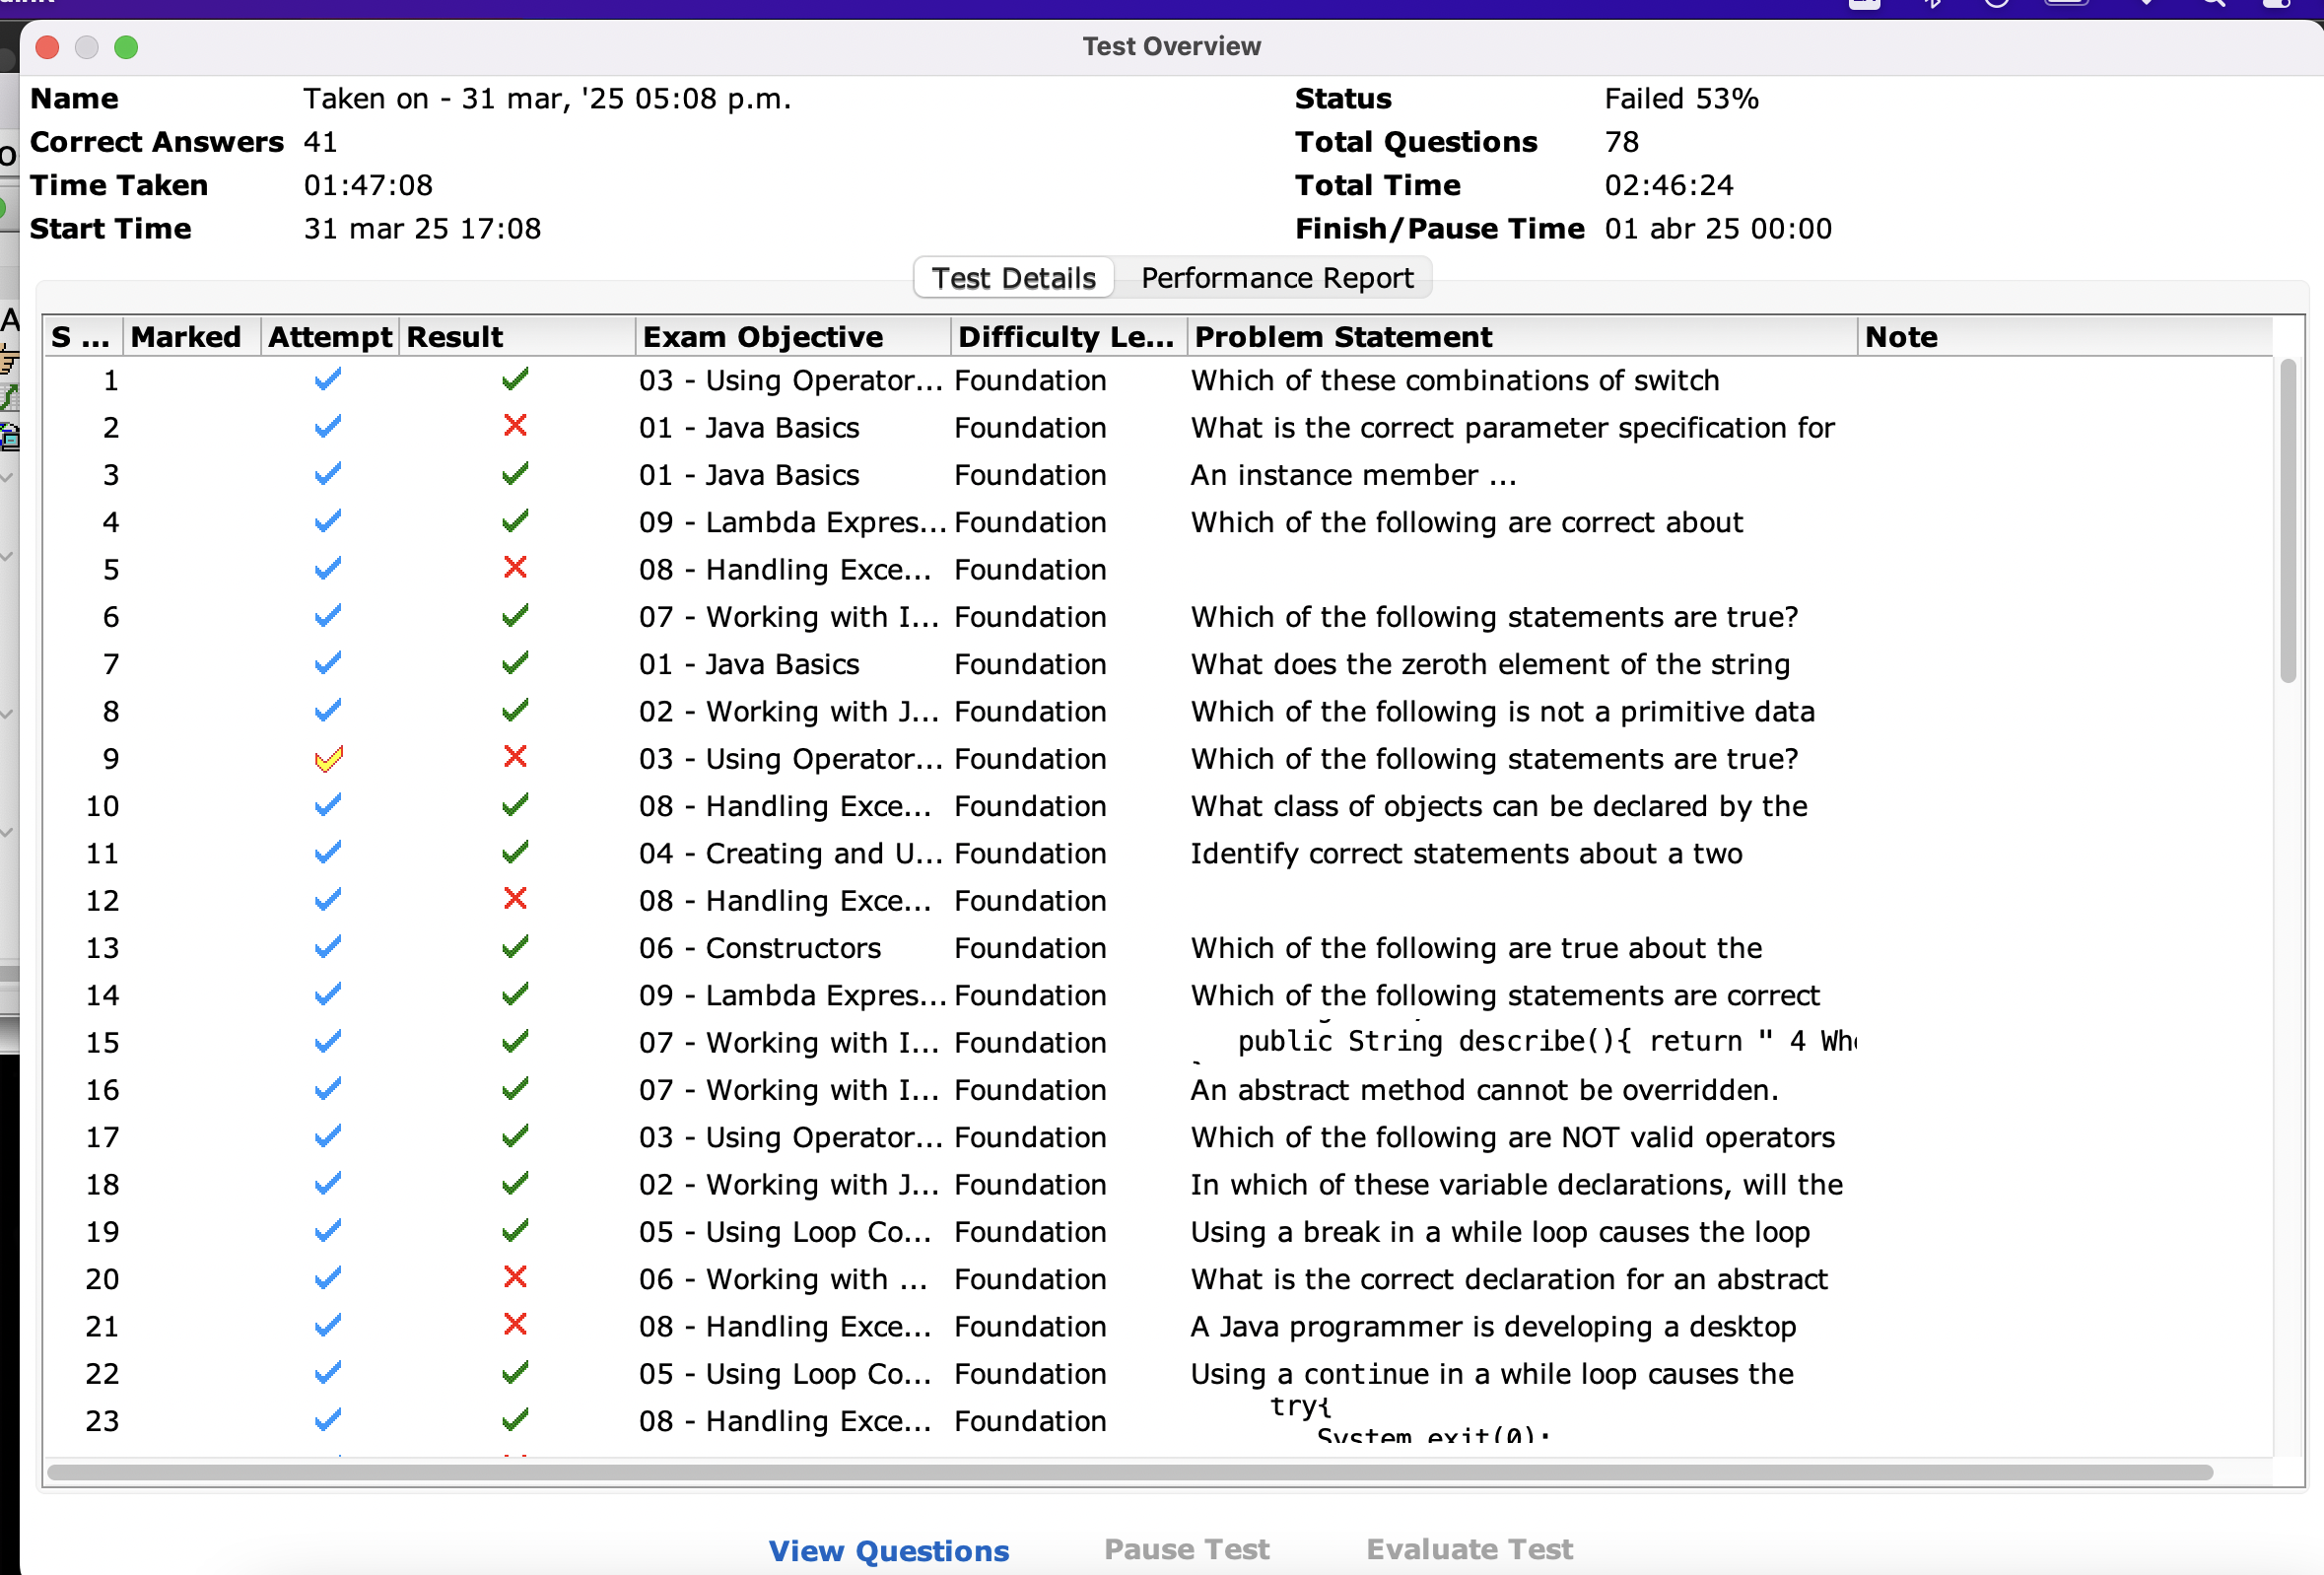 Test Overview
Name Taken on - 31 mar, '25 05:08 p.m. Status Failed 53%
Correct Answers 41 Total Questions 78
Time Taken 01:47:08 Total Time 02:46:24
Start Time 31 mar 25 17:08 Finish/Pause Time 01 abr 25 00:00
Test Details Performance Report
S ... Marked Attempt Result Exam Objective Difficulty Le... Problem Statement Note
1 03 - Using Operator... Foundation Which of these combinations of switch
2 01 - Java Basics Foundation What is the correct parameter specification for
3 01 - Java Basics Foundation An instance member ...
4 09 - Lambda Expres... Foundation Which of the following are correct about
5 08 - Handling Exce... Foundation
6 07 - Working with I... Foundation Which of the following statements are true?
7 01 - Java Basics Foundation What does the zeroth element of the string
8 02 - Working with J... Foundation Which of the following is not a primitive data
9 03 - Using Operator... Foundation Which of the following statements are true?
10 08 - Handling Exce... Foundation What class of objects can be declared by the
11 04 - Creating and U... Foundation Identify correct statements about a two
12 08 - Handling Exce... Foundation
13 06 - Constructors Foundation Which of the following are true about the
14 09 - Lambda Expres... Foundation Which of the following statements are correct
15 07 - Working with I... Foundation public String describe(){ return " 4 Whe
16 07 - Working with I... Foundation An abstract method cannot be overridden.
17 03 - Using Operator... Foundation Which of the following are NOT valid operators
18 02 - Working with J... Foundation In which of these variable declarations, will the
19 05 - Using Loop Co... Foundation Using a break in a while loop causes the loop
20 06 - Working with ... Foundation What is the correct declaration for an abstract
21 08 - Handling Exce... Foundation A Java programmer is developing a desktop
22 05 - Using Loop Co... Foundation Using a continue in a while loop causes the
23 08 - Handling Exce... Foundation try{
System.exit(0);
View Questions Pause Test Evaluate Test